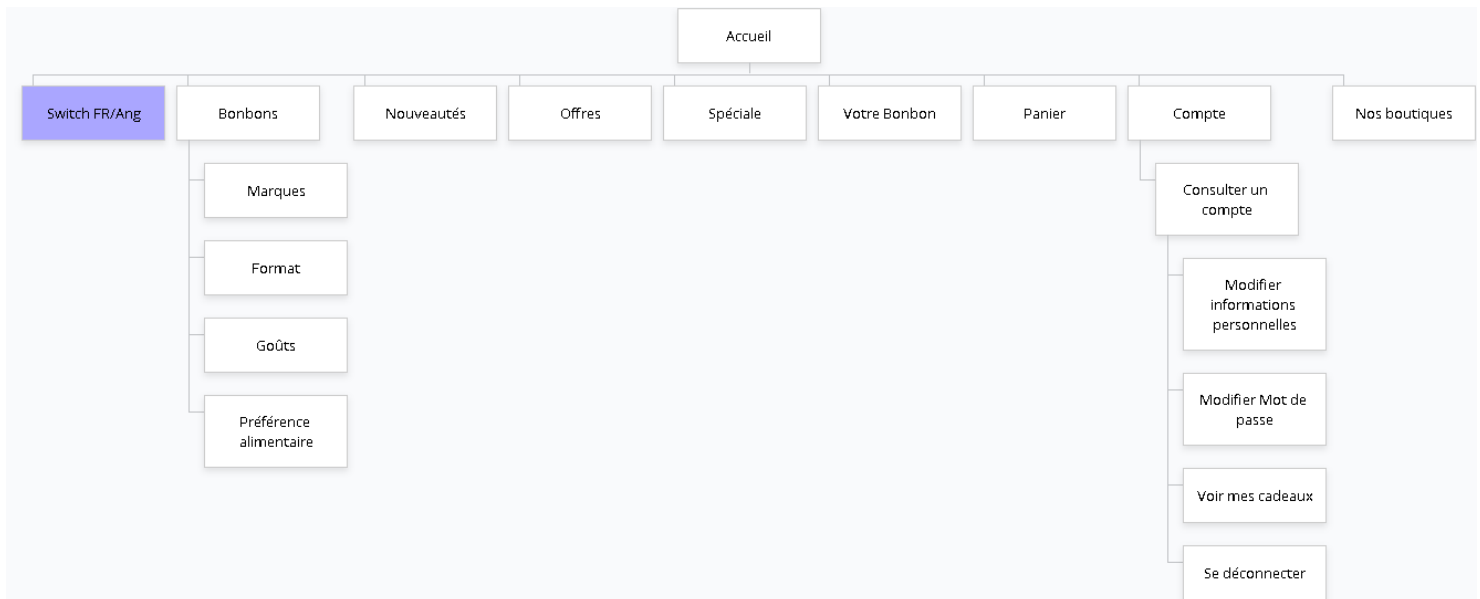 Accueil
Switch FR/Ang
Bonbons
Nouveautés
Offres
Spéciale
Votre Bonbon
Panier
Compte
Nos boutiques
Marques
Format
Goûts
Préférence
alimentaire
Consulter un
compte
Modifier
informations
personnelles
Modifier Mot de
passe
Voir mes cadeaux
Se déconnecter